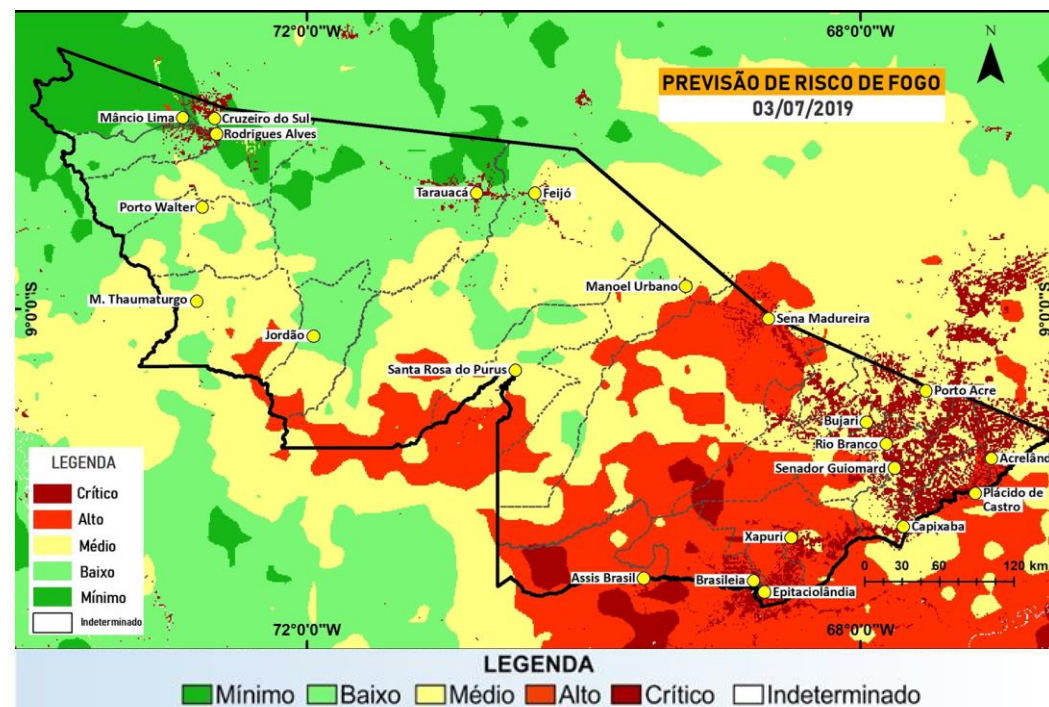 72°0'0"W
68°0'0"W
N
PREVISÃO DE RISCO DE FOGO
03/07/2019
Mâncio Lima
Cruzeiro do Sul
Rodrigues Alves
Tarauacá
Feijó
Porto Walter
Manoel Urbano
M. Thaumaturgo
9°0'0"S
9°0'0"S
Sena Madureira
Jordão
Santa Rosa do Purus
Porto Acre
Bujari
Rio Branco
Acrelând
Senador Guiomard
Plácido de
Castro
Capixaba
Xapuri
Assis Brasil
Brasileia
Epitaciolândia
0 30 60 120 km
LEGENDA
Crítico
Alto
Médio
Baixo
Mínimo
Indeterminado
72°0'0"W
68°0'0"W
LEGENDA
Mínimo Baixo Médio Alto Crítico Indeterminado